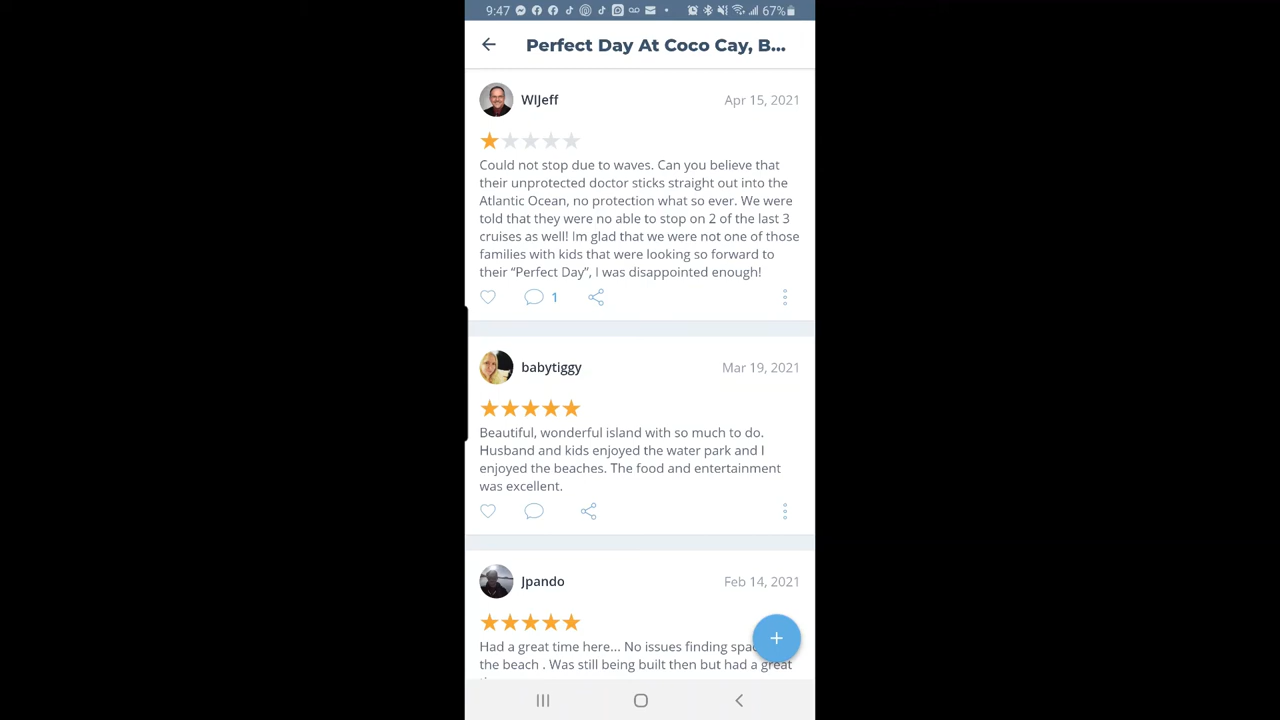 9:47
67%
Perfect Day At Coco Cay, B...
WIJeff
Apr 15, 2021
Could not stop due to waves. Can you believe that
their unprotected doctor sticks straight out into the
Atlantic Ocean, no protection what so ever. We were
told that they were no able to stop on 2 of the last 3
cruises as well! Im glad that we were not one of those
families with kids that were looking so forward to
their “Perfect Day”, I was disappointed enough!
1
babytiggy
Mar 19, 2021
Beautiful, wonderful island with so much to do.
Husband and kids enjoyed the water park and I
enjoyed the beaches. The food and entertainment
was excellent.
Jpando
Feb 14, 2021
Had a great time here... No issues finding
the beach . Was still being built then but had a great